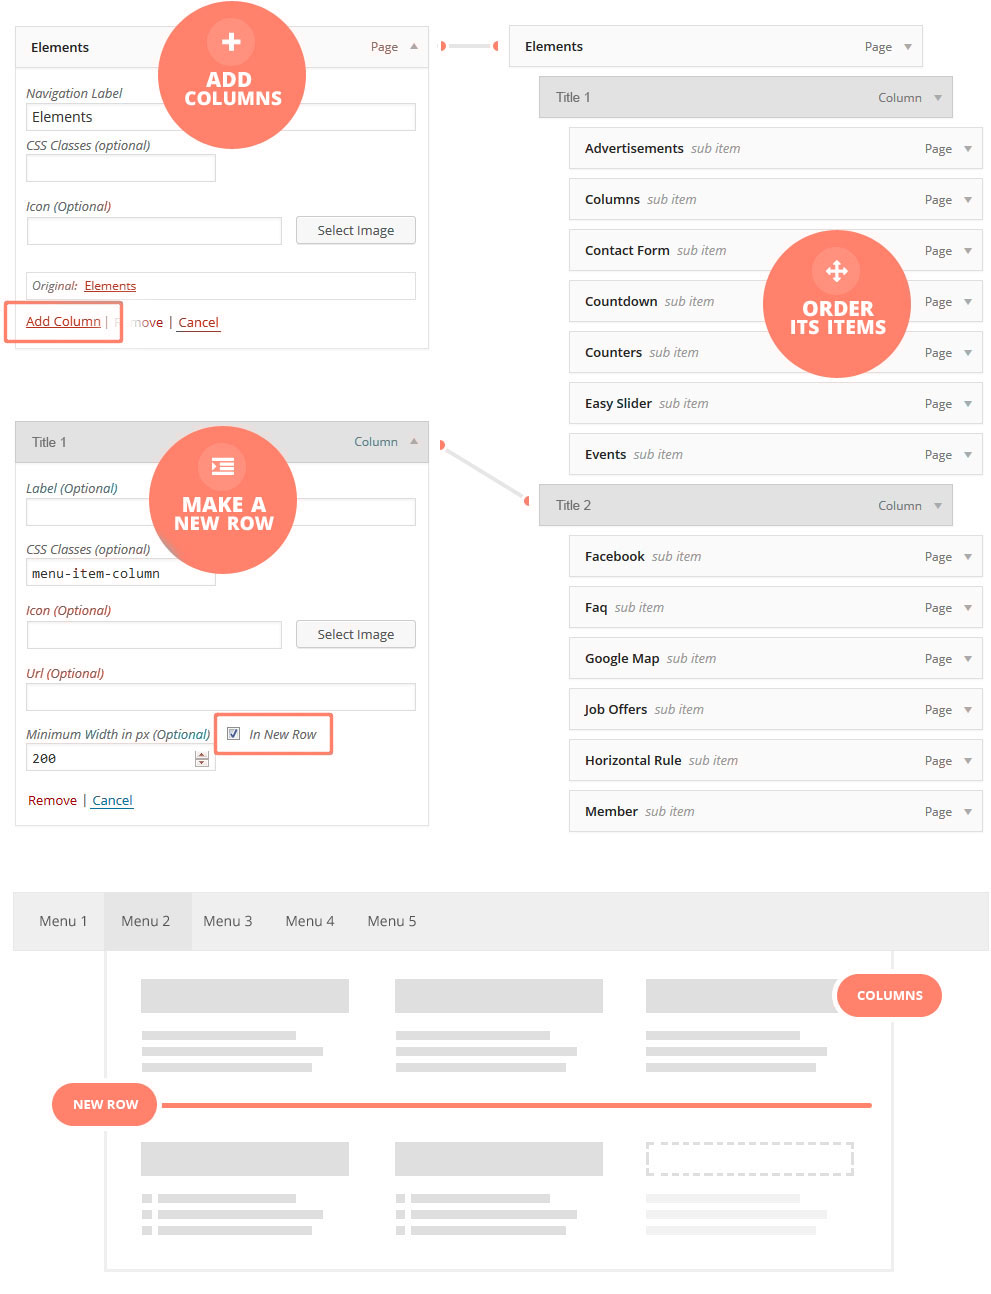 Elements Page
ADD
COLUMNS
Navigation Label
Elements
CSS Classes (optional)
Icon (Optional)
Select Image
Original: Elements
Add Column | Remove | Cancel
Elements Page
Title 1 Column
Advertisements sub item Page
Columns sub item Page
Contact Form sub item Page
Countdown sub item Page
Counters sub item Page
Easy Slider sub item Page
Events sub item Page
ORDER
ITS ITEMS
Title 1 Column
MAKE A
NEW ROW
Label (Optional)
CSS Classes (optional)
menu-item-column
Icon (Optional)
Select Image
Url (Optional)
Minimum Width in px (Optional) In New Row
200
Remove | Cancel
Title 2 Column
Facebook sub item Page
Faq sub item Page
Google Map sub item Page
Job Offers sub item Page
Horizontal Rule sub item Page
Member sub item Page
Menu 1 Menu 2 Menu 3 Menu 4 Menu 5
COLUMNS
NEW ROW